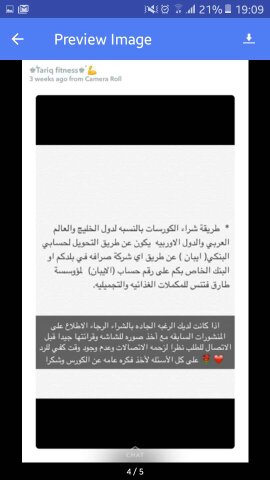 21% 19:09
Preview Image
♚Tariq fitness♚💪
3 weeks ago from Camera Roll
* طريقة شراء الكورسات بالنسبه لدول الخليج والعالم
العربي والدول الاوربيه يكون عن طريق التحويل لحسابي
البنكي( ايبان ) عن طريق اي شركة صرافه في بلدكم او
البنك الخاص بكم على رقم حساب (الايبان) لمؤوسسة
طارق فتنس للمكملات الغذائيه والتجميليه.
اذا كانت لديك الرغبه الجاده بالشراء الرجاء الاطلاع على
المنشورات السابقه مع أخذ صوره للشاشه وقرائتها جيدا قبل
الاتصال للطلب نظرا لزحمه الاتصالات وعدم وجود وقت كفي للرد
على كل الأسئله لأخذ فكره عامه عن الكورس وشكرا 🌹❤
CHAT
4 / 5